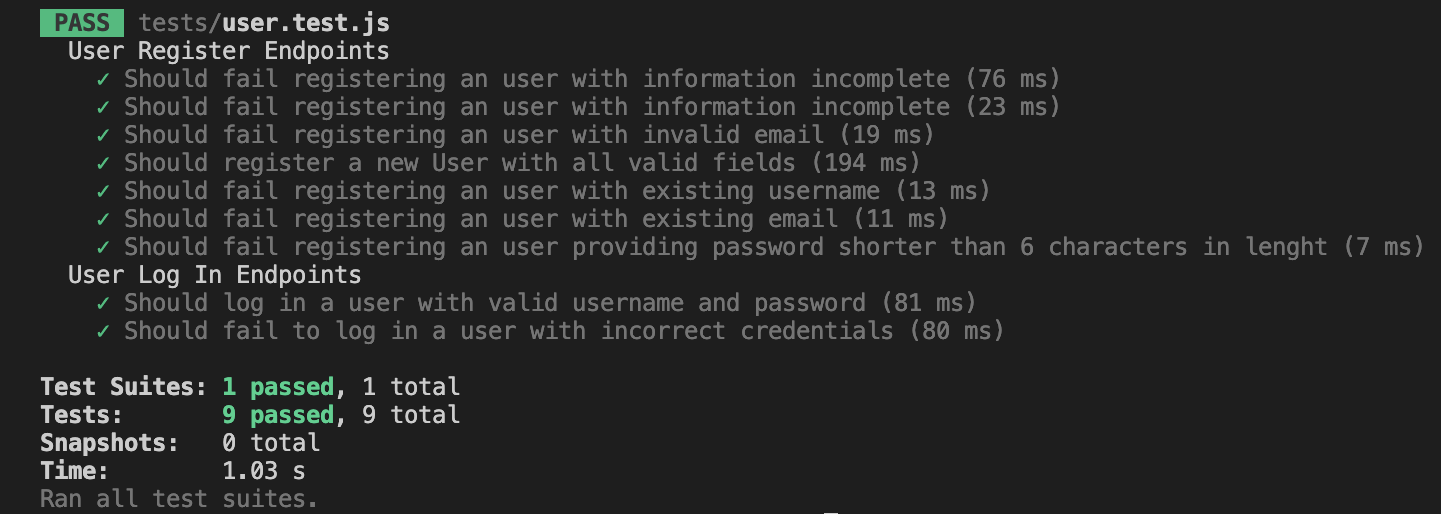 PASS tests/user.test.js
User Register Endpoints
✓ Should fail registering an user with information incomplete (76 ms)
✓ Should fail registering an user with information incomplete (23 ms)
✓ Should fail registering an user with invalid email (19 ms)
✓ Should register a new User with all valid fields (194 ms)
✓ Should fail registering an user with existing username (13 ms)
✓ Should fail registering an user with existing email (11 ms)
✓ Should fail registering an user providing password shorter than 6 characters in lenght (7 ms)
User Log In Endpoints
✓ Should log in a user with valid username and password (81 ms)
✓ Should fail to log in a user with incorrect credentials (80 ms)
Test Suites: 1 passed, 1 total
Tests: 9 passed, 9 total
Snapshots: 0 total
Time: 1.03 s
Ran all test suites.